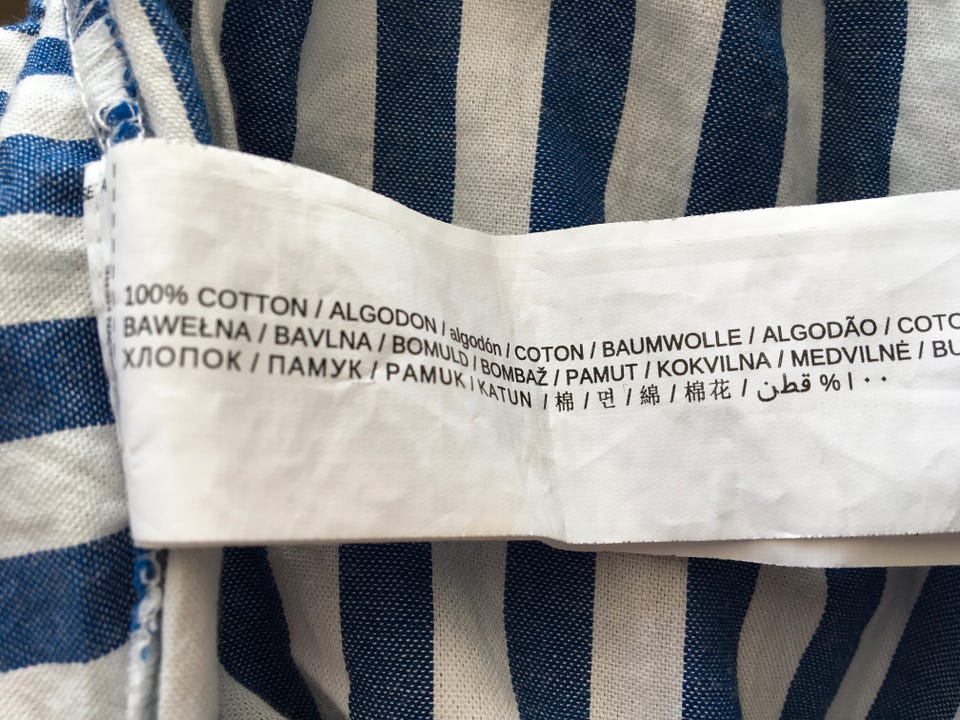 100% COTTON / ALGODON / algodón / COTON / BAUMWOLLE / ALGODÃO / COTO
BAWEŁNA / BAVLNA / BOMULD / BOMBAŽ / PAMUT / KOKVILNA / MEDVILNĖ / BU
ХЛОПОК / ПАМУК / PAMUK / KATUN / 棉 / 면 / 綿 / 棉花 / قطن %١٠٠